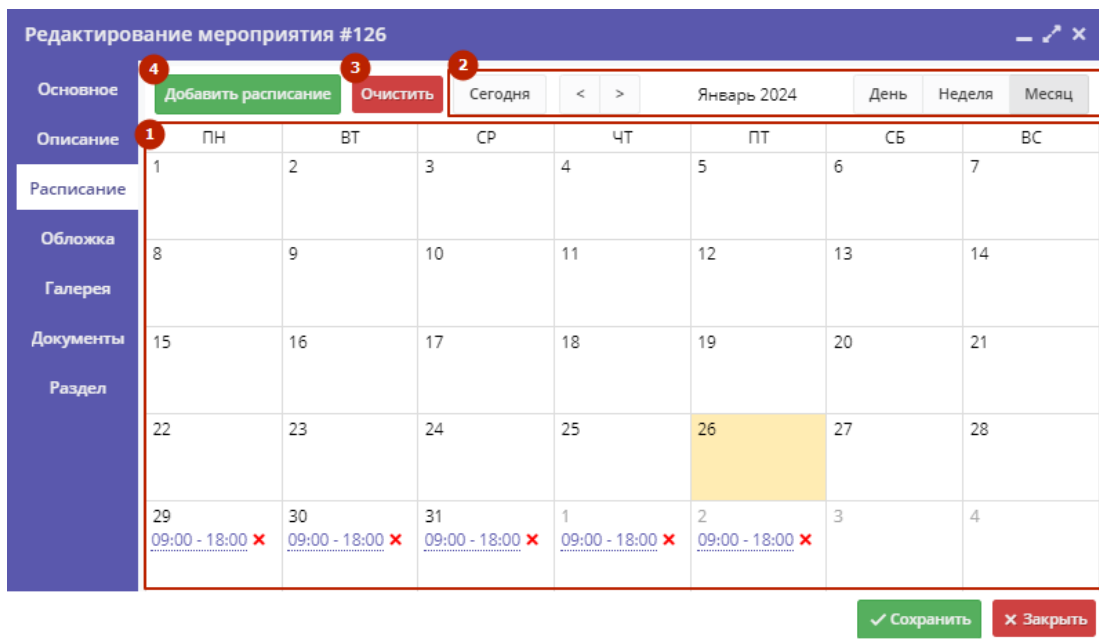 Редактирование мероприятия #126
4 3 2
Основное Добавить расписание Очистить Сегодня < > Январь 2024 День Неделя Месяц
Описание 1 ПН ВТ СР ЧТ ПТ СБ ВС
1 2 3 4 5 6 7
Расписание
Обложка
8 9 10 11 12 13 14
Галерея
Документы 15 16 17 18 19 20 21
Раздел
22 23 24 25 26 27 28
29 30 31 1 2 3 4
09:00 - 18:00 09:00 - 18:00 09:00 - 18:00 09:00 - 18:00 09:00 - 18:00
Сохранить Закрыть